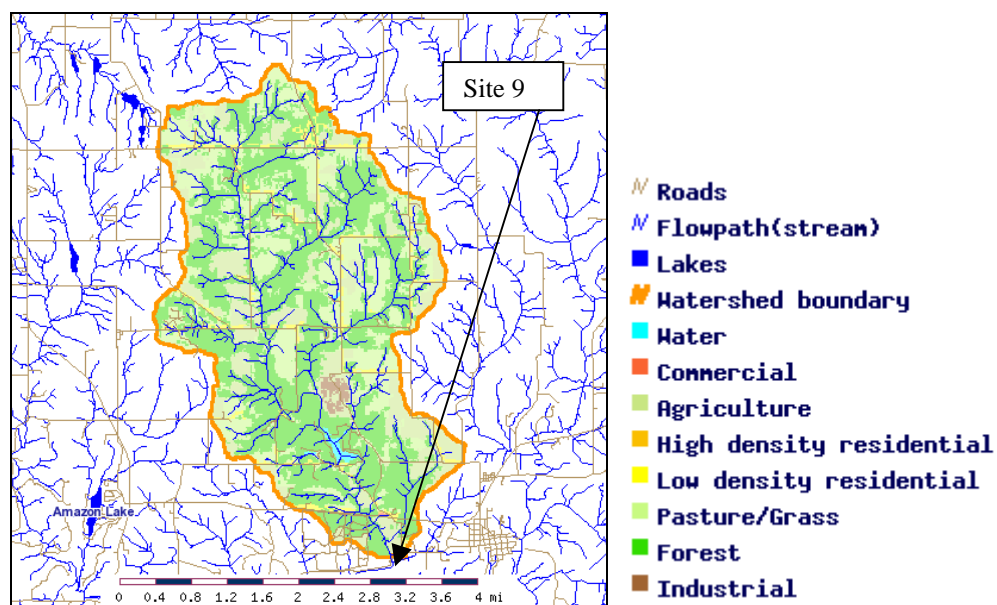 Site 9
Amazon Lake
0 0.4 0.8 1.2 1.6 2 2.4 2.8 3.2 3.6 4 mi
Roads
Flowpath(stream)
Lakes
Watershed boundary
Water
Commercial
Agriculture
High density residential
Low density residential
Pasture/Grass
Forest
Industrial